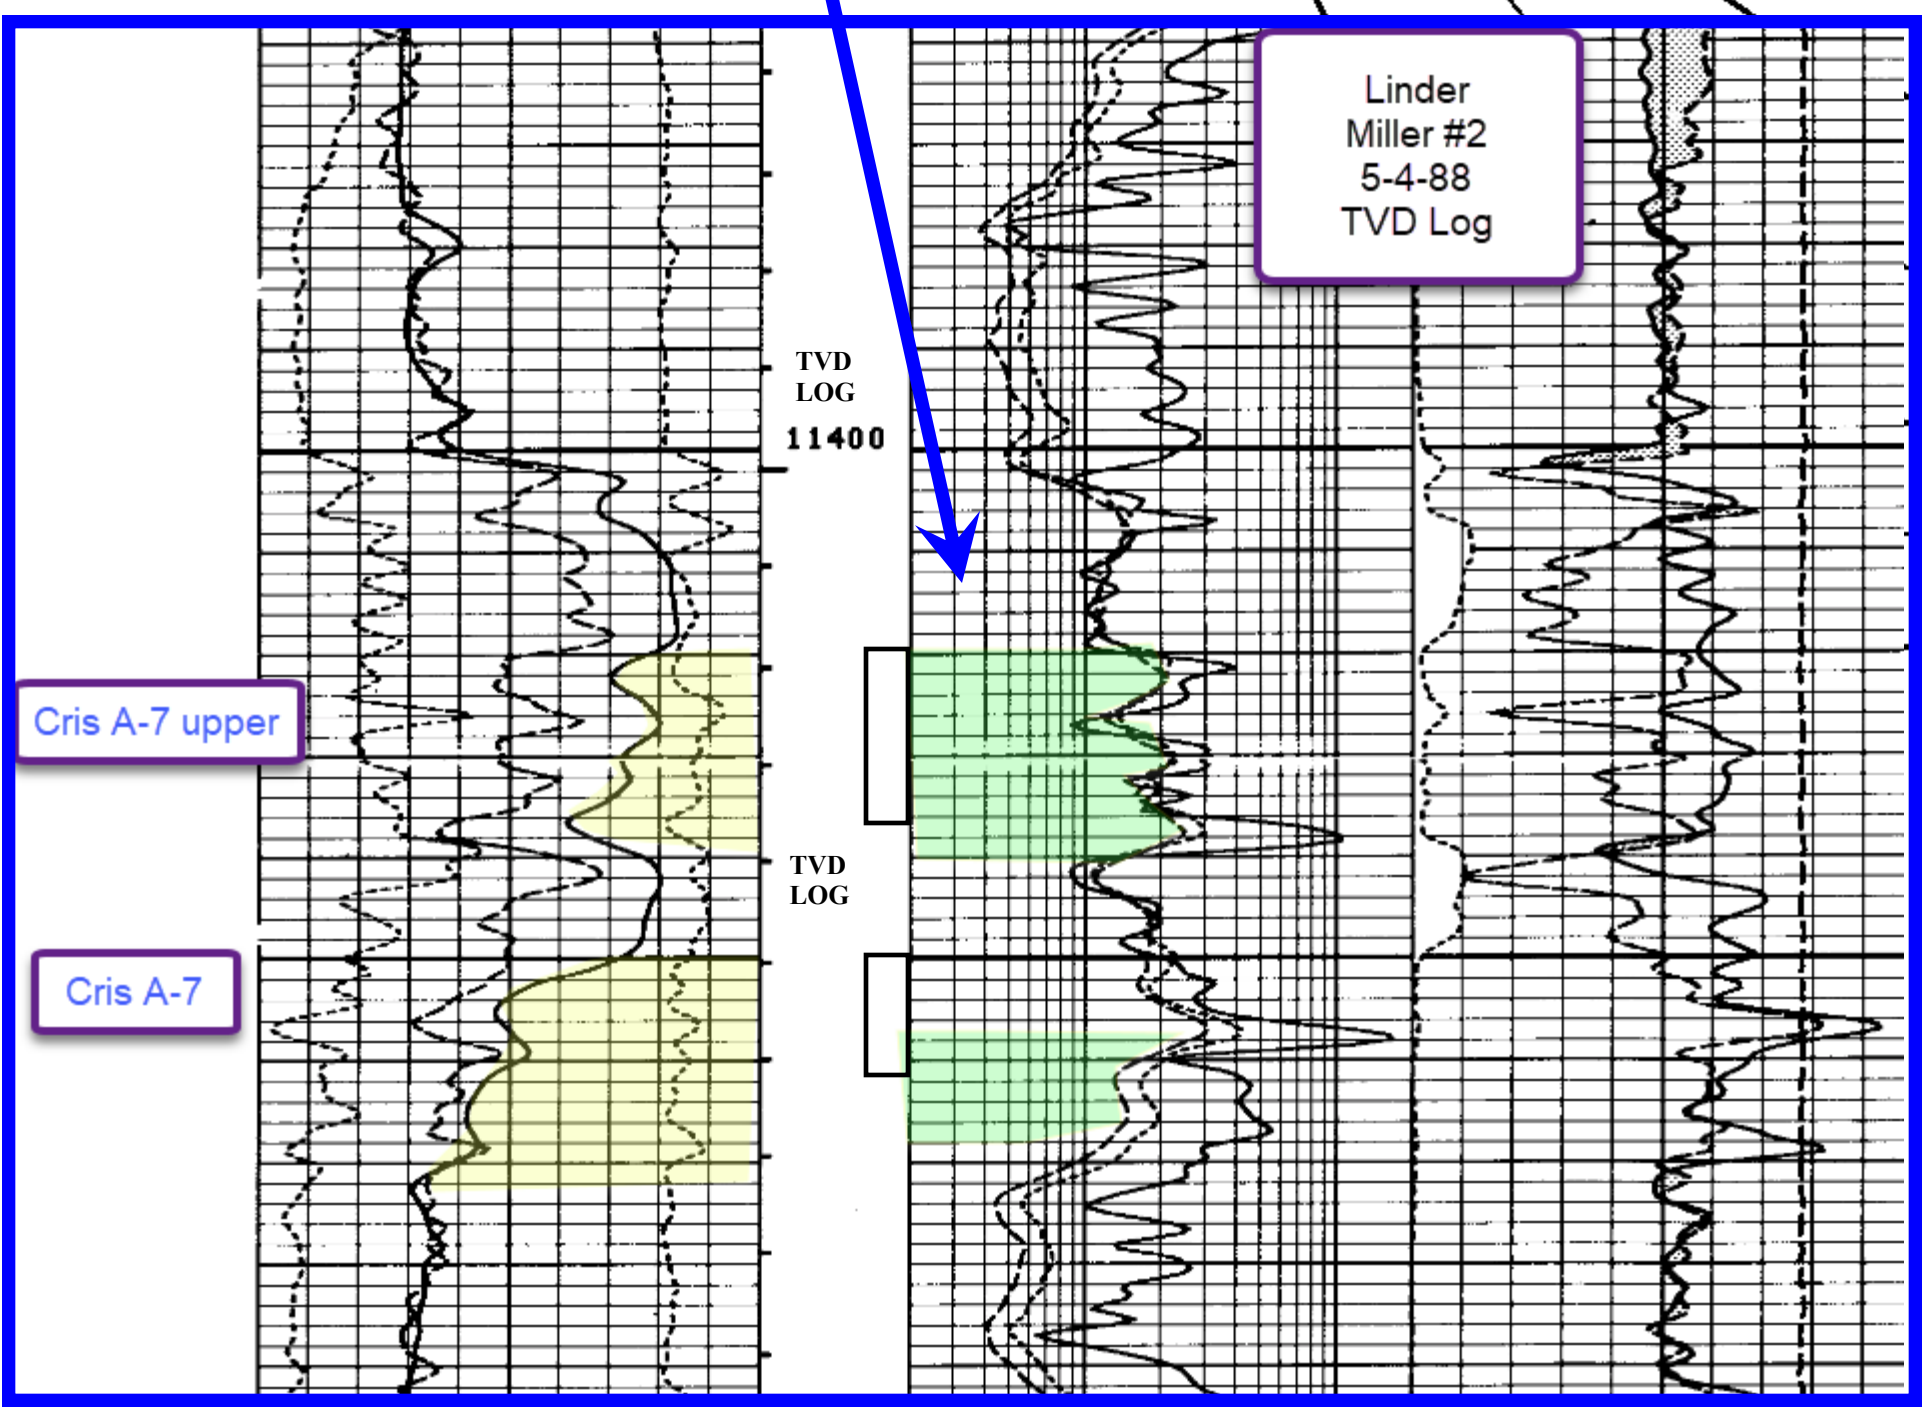 Linder
Miller #2
5-4-88
TVD Log
TVD
LOG
11400
Cris A-7 upper
TVD
LOG
Cris A-7